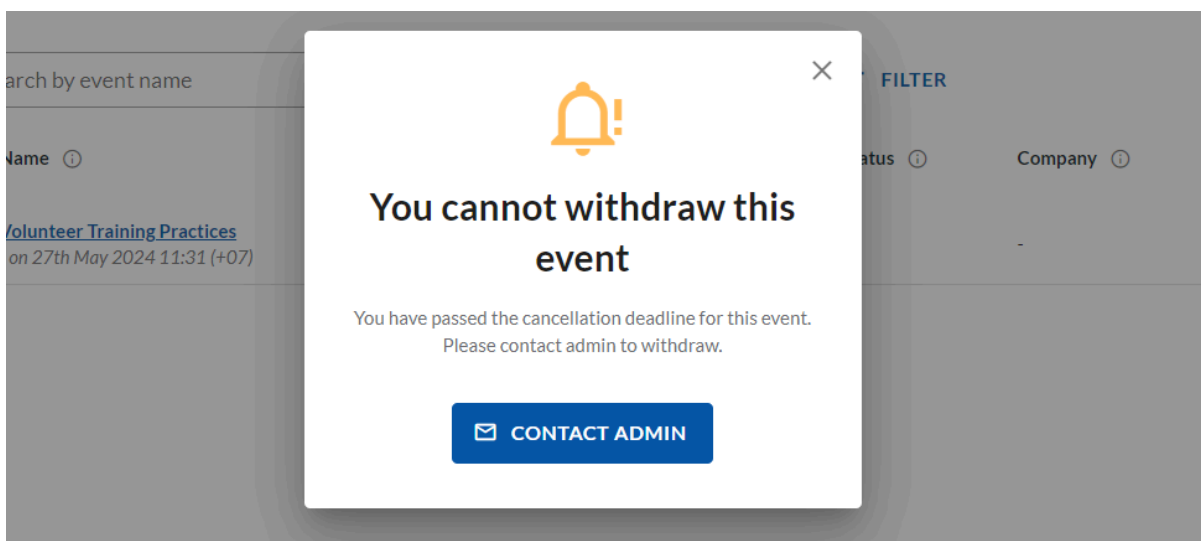 arch by event name
FILTER
Name
atus
Company
You cannot withdraw this
event
Volunteer Training Practices
on 27th May 2024 11:31 (+07)
-
You have passed the cancellation deadline for this event.
Please contact admin to withdraw.
CONTACT ADMIN